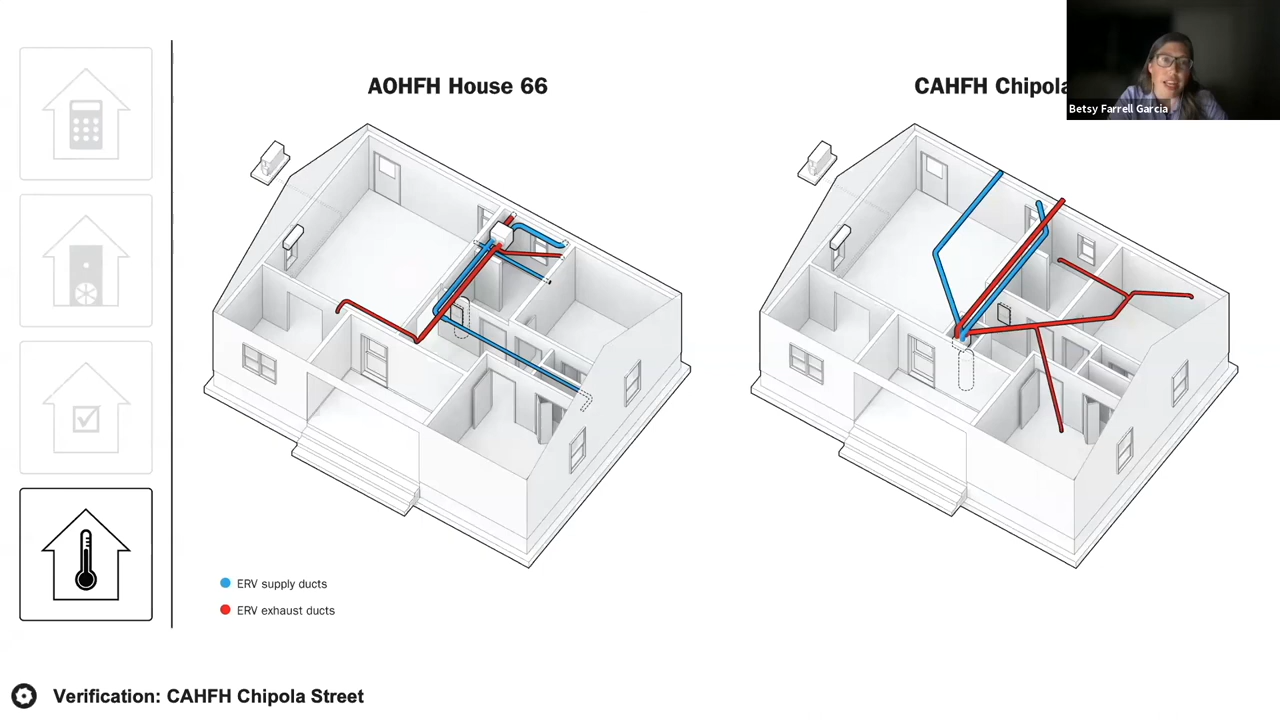 AOHFH House 66
CAHFH Chipola
Betsy Farrell Garcia
ERV supply ducts
ERV exhaust ducts
Verification: CAHFH Chipola Street